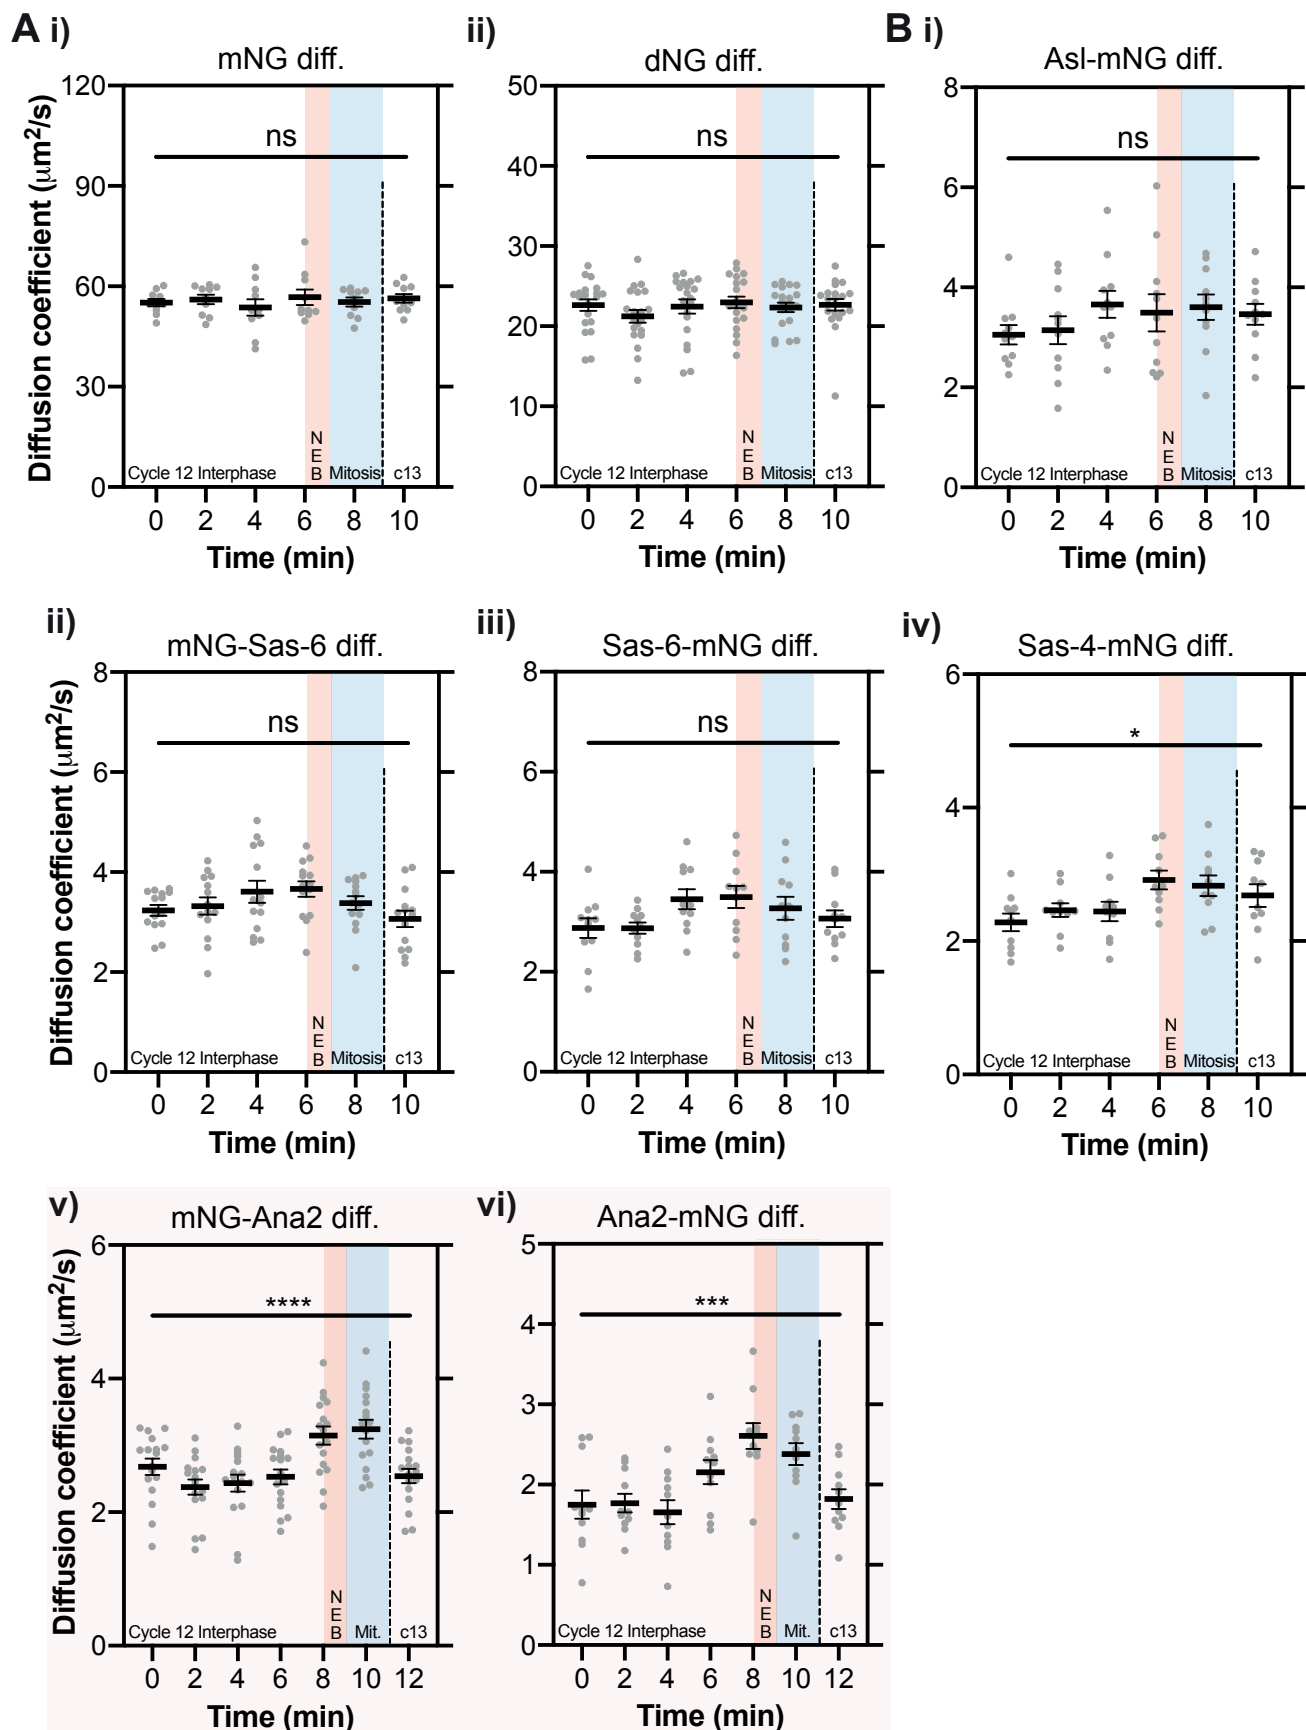 A i)
mNG diff.
Diffusion coefficient (μm²/s)
120
90
60
30
0
ns
Cycle 12 Interphase
NEB
Mitosis
c13
0 2 4 6 8 10
Time (min)
ii)
dNG diff.
50
40
30
20
10
0
ns
Cycle 12 Interphase
NEB
Mitosis
c13
0 2 4 6 8 10
Time (min)
B i)
Asl-mNG diff.
8
6
4
2
0
ns
Cycle 12 Interphase
NEB
Mitosis
c13
0 2 4 6 8 10
Time (min)
ii)
mNG-Sas-6 diff.
Diffusion coefficient (μm²/s)
8
6
4
2
0
ns
Cycle 12 Interphase
NEB
Mitosis
c13
0 2 4 6 8 10
Time (min)
iii)
Sas-6-mNG diff.
8
6
4
2
0
ns
Cycle 12 Interphase
NEB
Mitosis
c13
0 2 4 6 8 10
Time (min)
iv)
Sas-4-mNG diff.
6
4
2
0
*
Cycle 12 Interphase
NEB
Mitosis
c13
0 2 4 6 8 10
Time (min)
v)
mNG-Ana2 diff.
Diffusion coefficient (μm²/s)
6
4
2
0
****
Cycle 12 Interphase
NEB
Mit.
c13
0 2 4 6 8 10 12
Time (min)
vi)
Ana2-mNG diff.
5
4
3
2
1
0
***
Cycle 12 Interphase
NEB
Mit.
c13
0 2 4 6 8 10 12
Time (min)